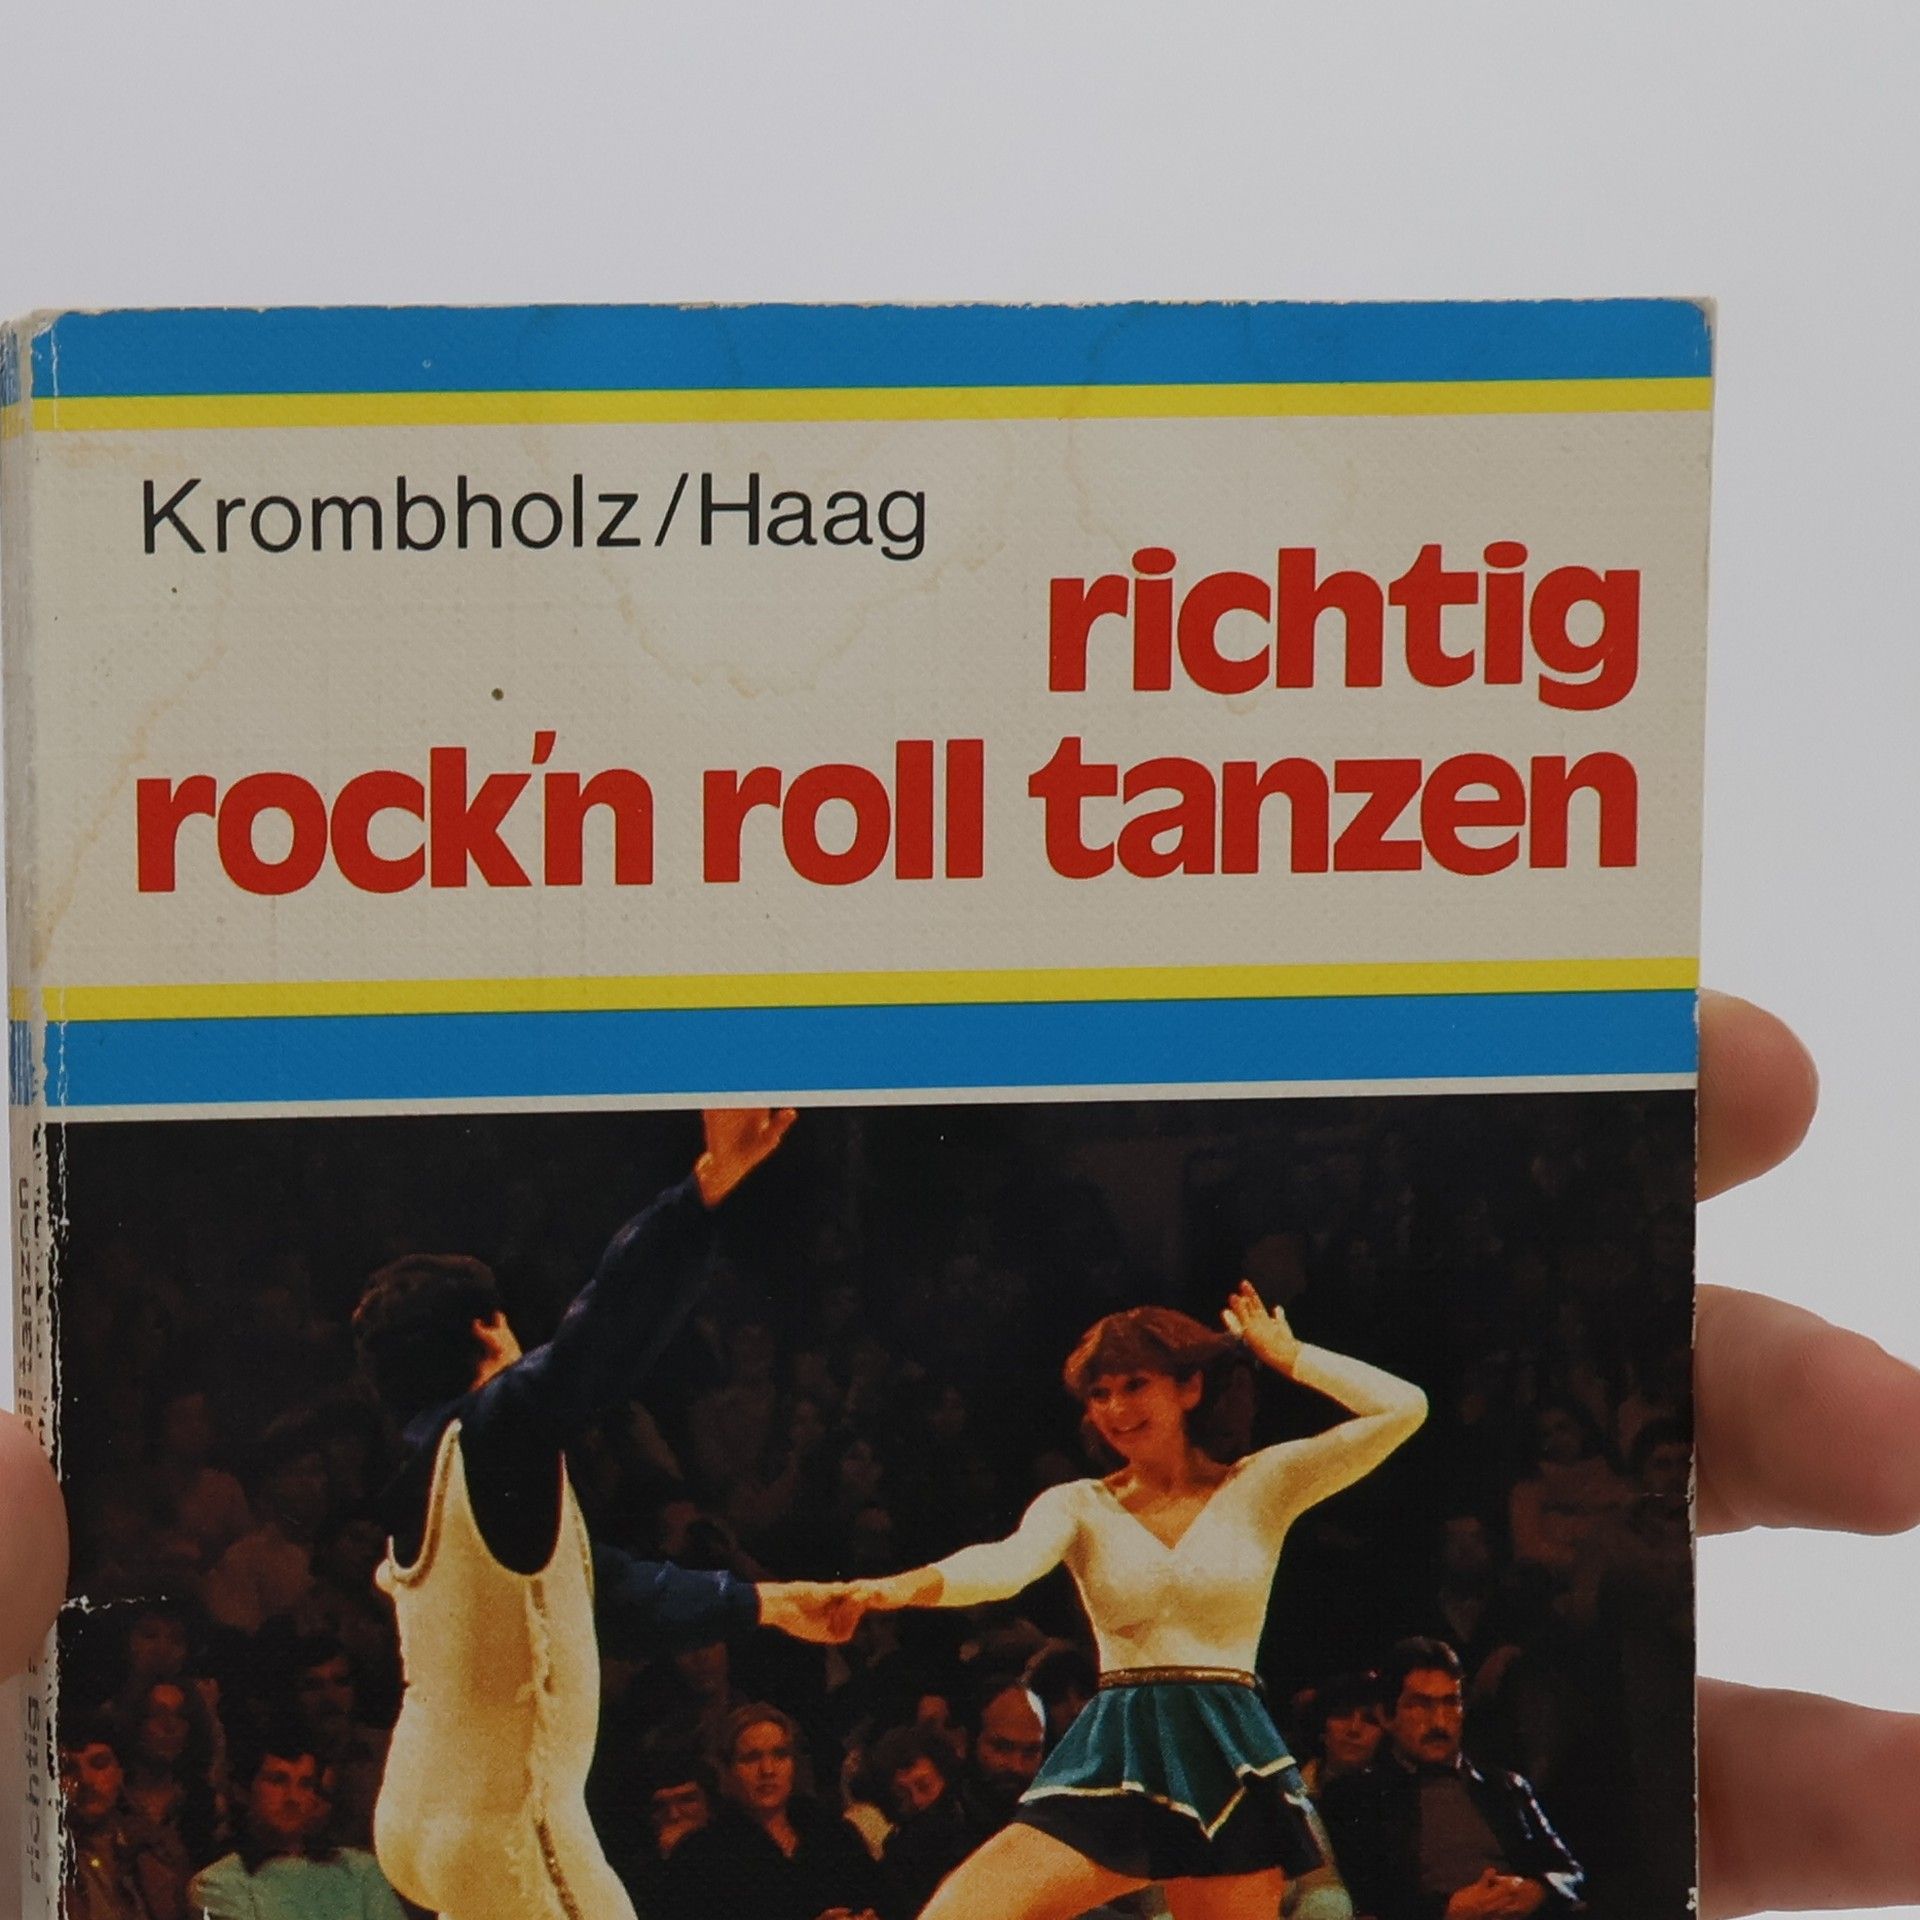 Krombholz/Haag
richtig
rock'n roll tanzen